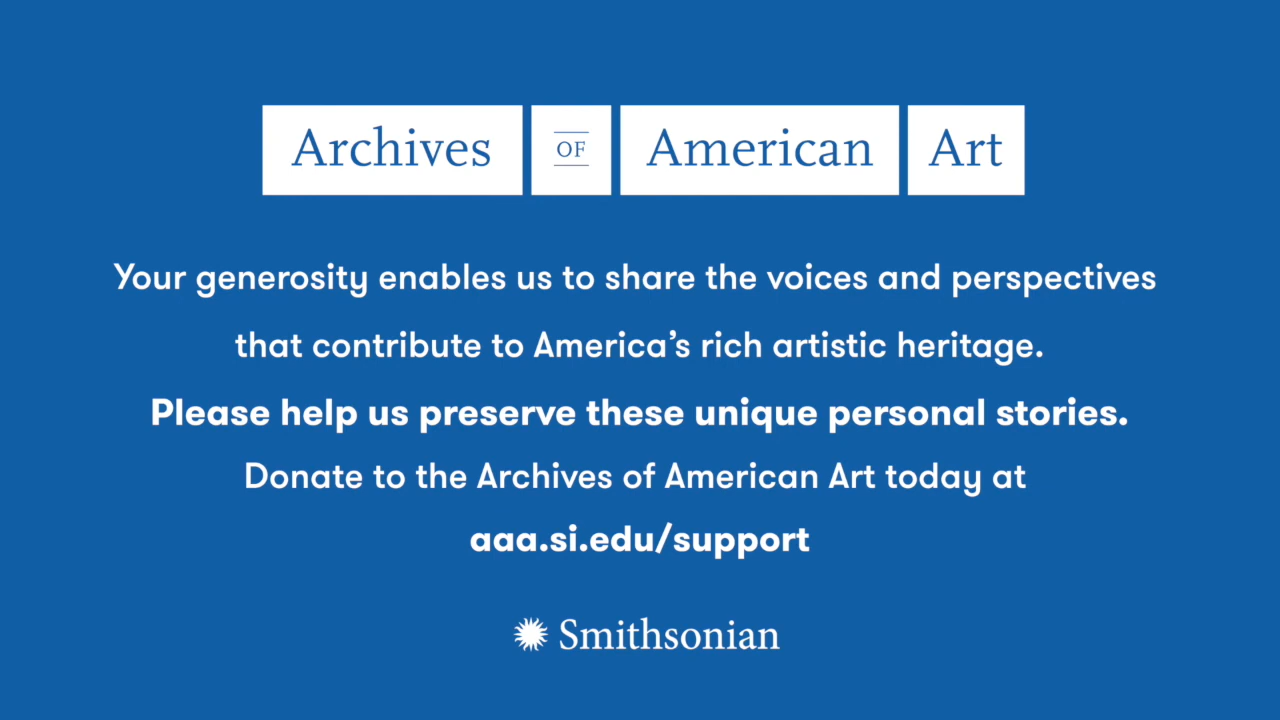 Archives OF American Art
Your generosity enables us to share the voices and perspectives
that contribute to America’s rich artistic heritage.
Please help us preserve these unique personal stories.
Donate to the Archives of American Art today at
aaa.si.edu/support
Smithsonian